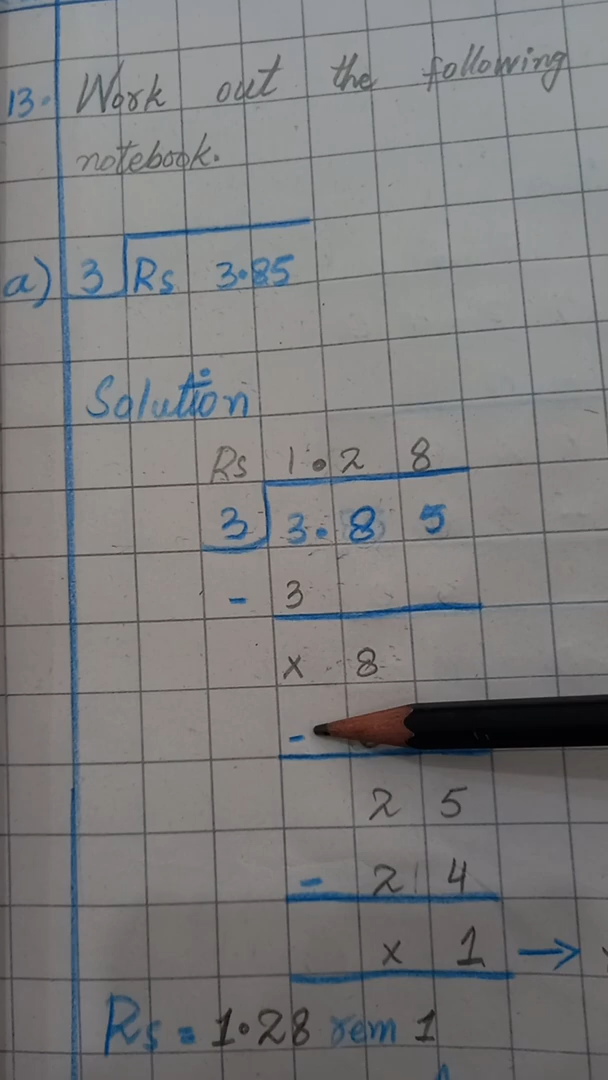 13. Work out the following
notebook.
a) 3 Rs 3.85
Solution
Rs 1.2 8
3 3.8 5
- 3
x 8
-
2 5
- 2 4
x 1 →
Rs = 1.28 rem 1